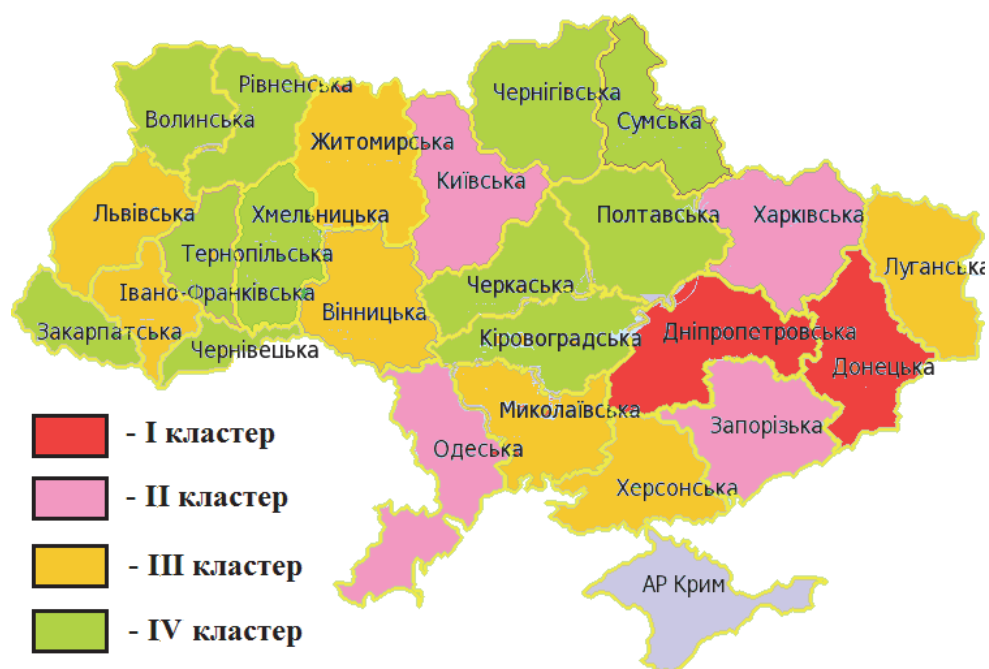 Рівненська
Волинська
Чернігівська
Сумська
Житомирська
Київська
Львівська
Хмельницька
Полтавська
Харківська
Тернопільська
Луганська
Івано-Франківська
Черкаська
Вінницька
Закарпатська
Чернівецька
Кіровоградська
Дніпропетровська
Донецька
Миколаївська
Запорізька
Одеська
Херсонська
АР Крим
- I кластер
- II кластер
- III кластер
- IV кластер